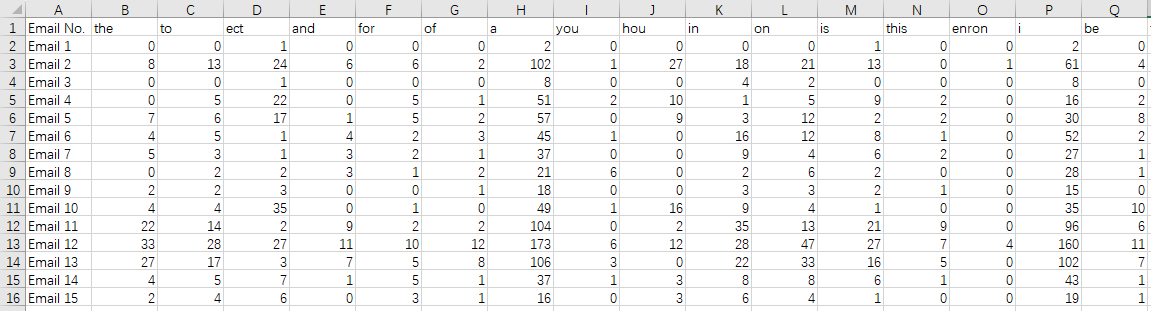 A B C D E F G H I J K L M N O P Q
1 Email No. the to ect and for of a you hou in on is this enron i be
2 Email 1 0 0 1 0 0 0 2 0 0 0 0 1 0 0 2 0
3 Email 2 8 13 24 6 6 2 102 1 27 18 21 13 0 1 61 4
4 Email 3 0 0 1 0 0 0 8 0 0 4 2 0 0 0 8 0
5 Email 4 0 5 22 0 5 1 51 2 10 1 5 9 2 0 16 2
6 Email 5 7 6 17 1 5 2 57 0 9 3 12 2 2 0 30 8
7 Email 6 4 5 1 4 2 3 45 1 0 16 12 8 1 0 52 2
8 Email 7 5 3 1 3 2 1 37 0 0 9 4 6 2 0 27 1
9 Email 8 0 2 2 3 1 2 21 6 0 2 6 2 0 0 28 1
10 Email 9 2 2 3 0 0 1 18 0 0 3 3 2 1 0 15 0
11 Email 10 4 4 35 0 1 0 49 1 16 9 4 1 0 0 35 10
12 Email 11 22 14 2 9 2 2 104 0 2 35 13 21 9 0 96 6
13 Email 12 33 28 27 11 10 12 173 6 12 28 47 27 7 4 160 11
14 Email 13 27 17 3 7 5 8 106 3 0 22 33 16 5 0 102 7
15 Email 14 4 5 7 1 5 1 37 1 3 8 8 6 1 0 43 1
16 Email 15 2 4 6 0 3 1 16 0 3 6 4 1 0 0 19 1